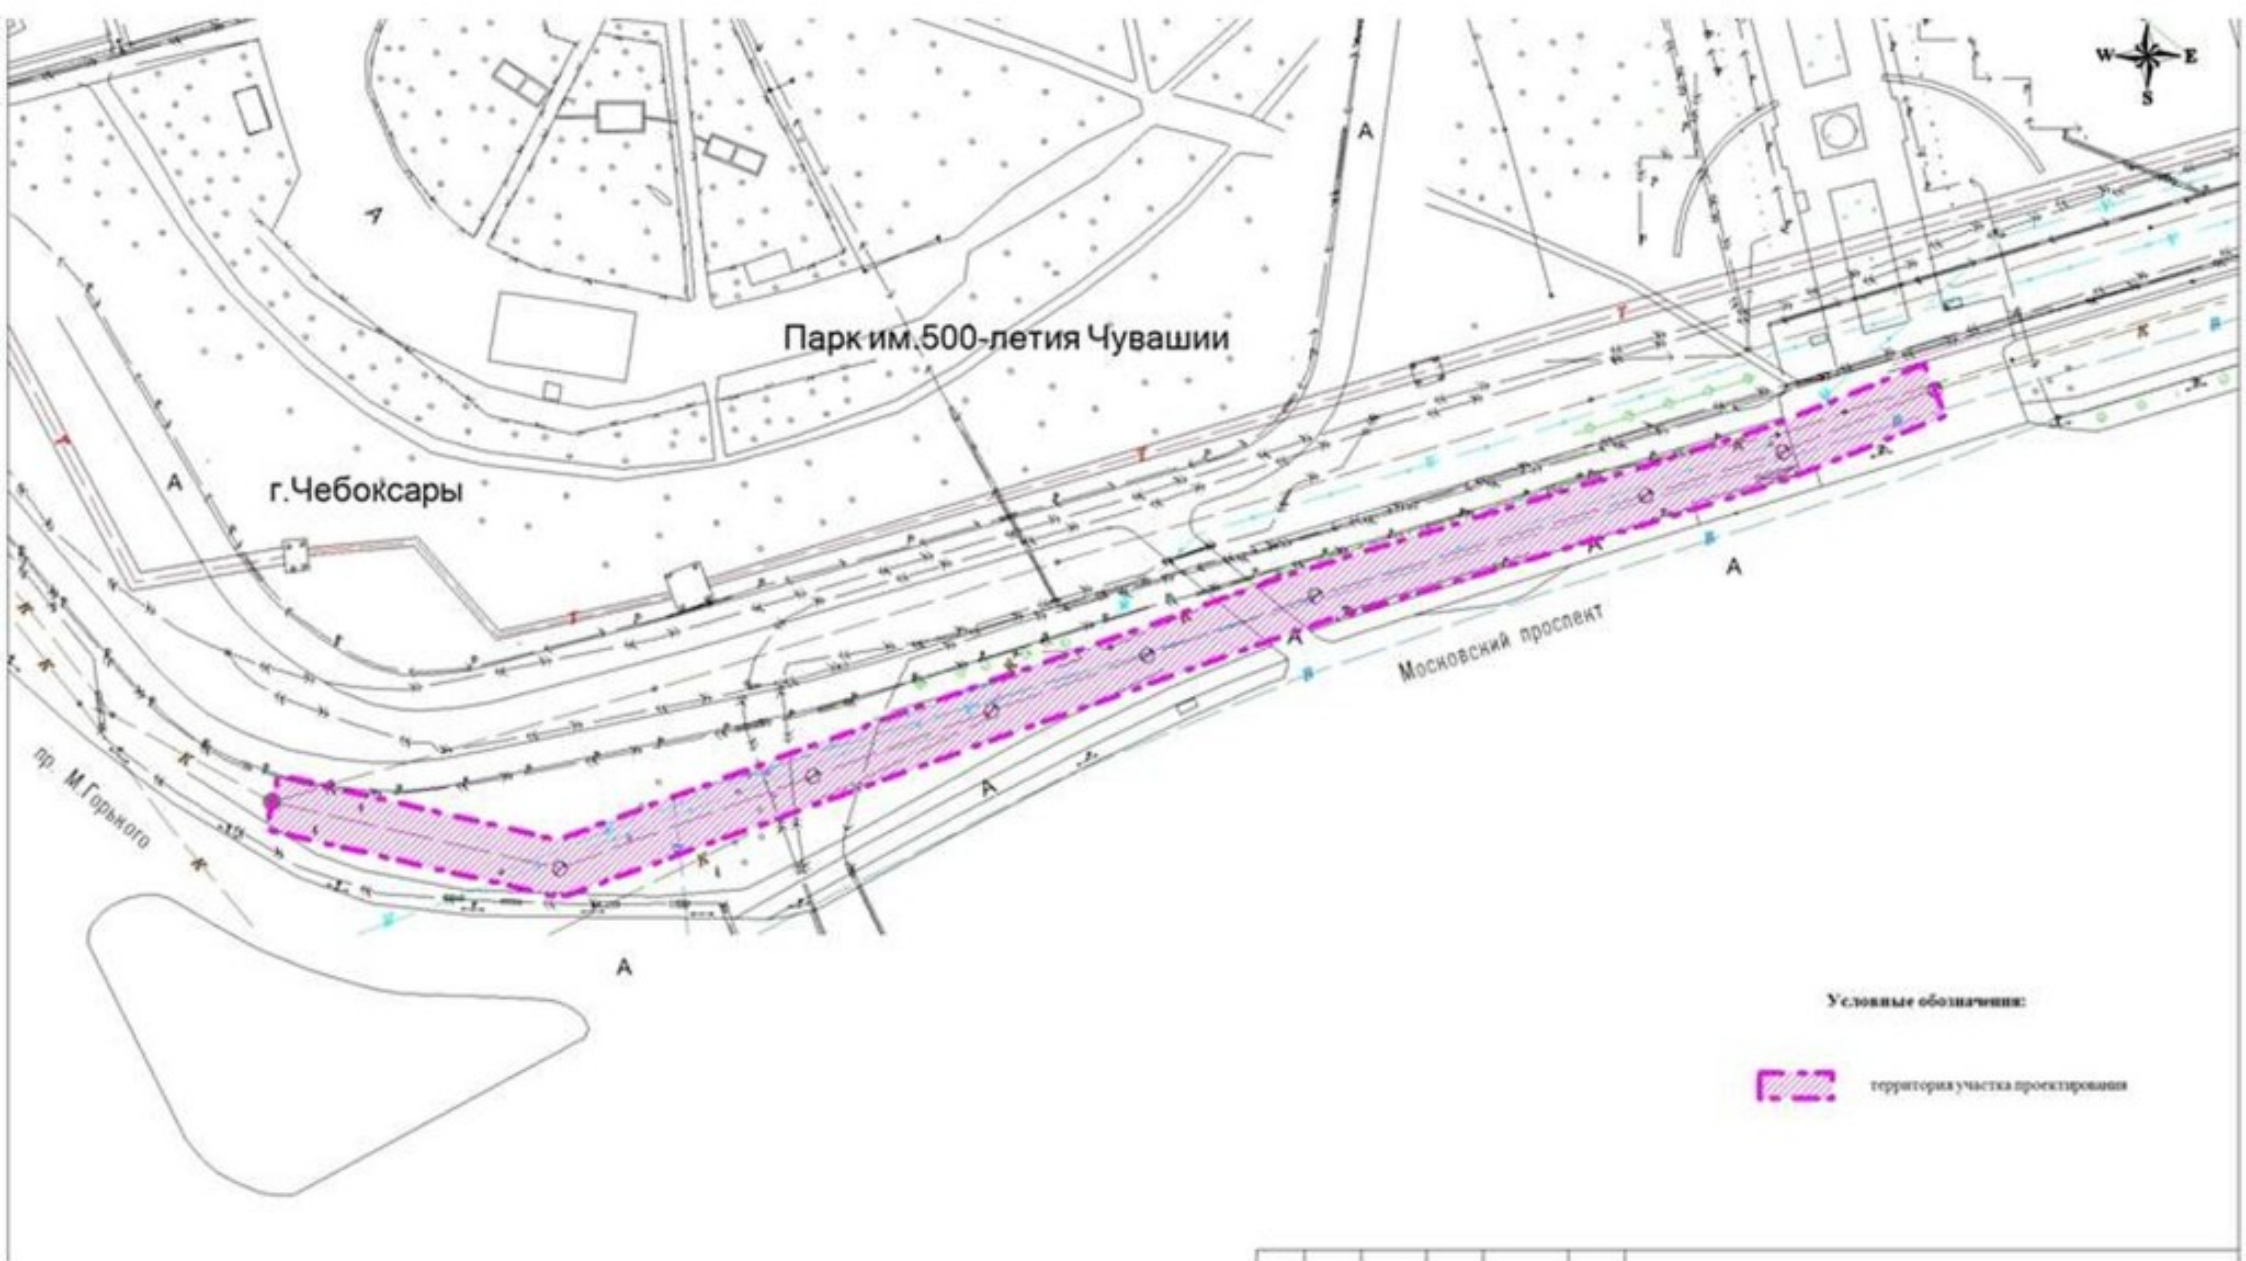 W E
S
А
А
Парк им.500-летия Чувашии
Т
К
В
Т
г.Чебоксары
А
Т
В
А
А
А
Московский проспект
В
К
К
К
пр. М.Горького
К
К
А
А
Условные обозначения:
территория участка проектирования